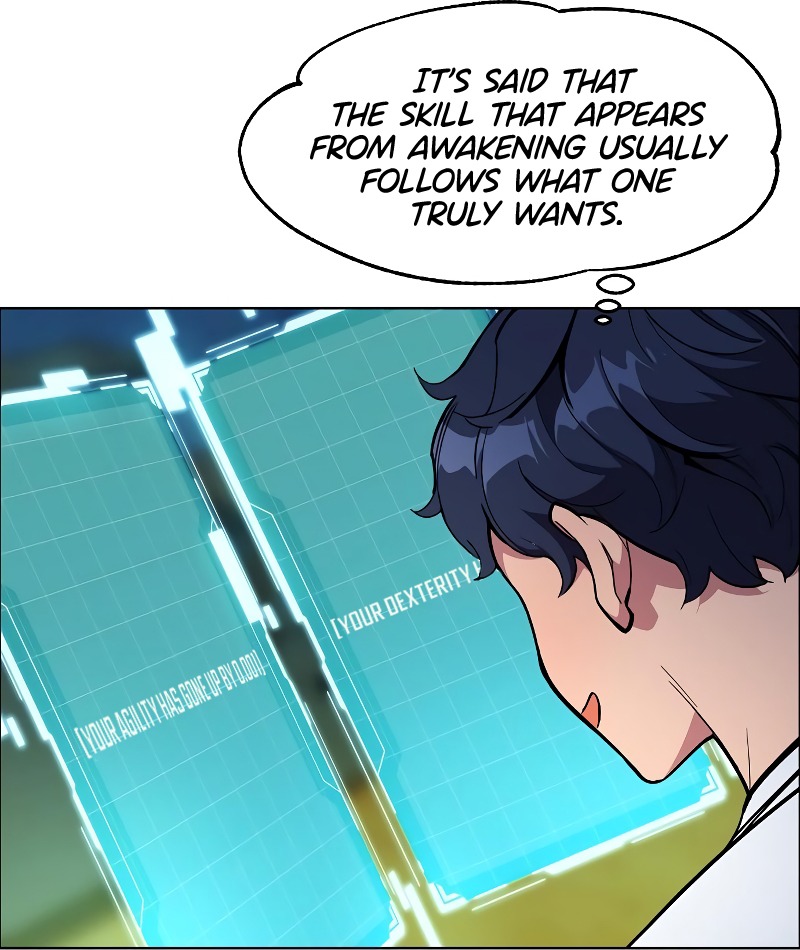 IT'S SAID THAT
THE SKILL THAT APPEARS
FROM AWAKENING USUALLY
FOLLOWS WHAT ONE
TRULY WANTS.
[YOUR DEXTERITY
[YOUR AGILITY HAS GONE UP BY 0.001]